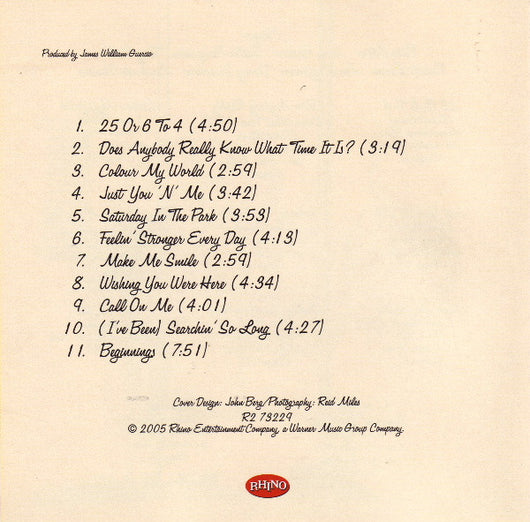 Produced by James William Guercio
1. 25 Or 6 To 4 (4:50)
2. Does Anybody Really Know What Time It Is? (3:19)
3. Colour My World (2:59)
4. Just You 'N' Me (3:42)
5. Saturday In The Park (3:53)
6. Feelin' Stronger Every Day (4:13)
7. Make Me Smile (2:59)
8. Wishing You Were Here (4:34)
9. Call On Me (4:01)
10. (I've Been) Searchin' So Long (4:27)
11. Beginnings (7:51)
Cover Design: John Berg/Photography: Reid Miles
R2 73229
© 2005 Rhino Entertainment Company, a Warner Music Group Company.
RHINO